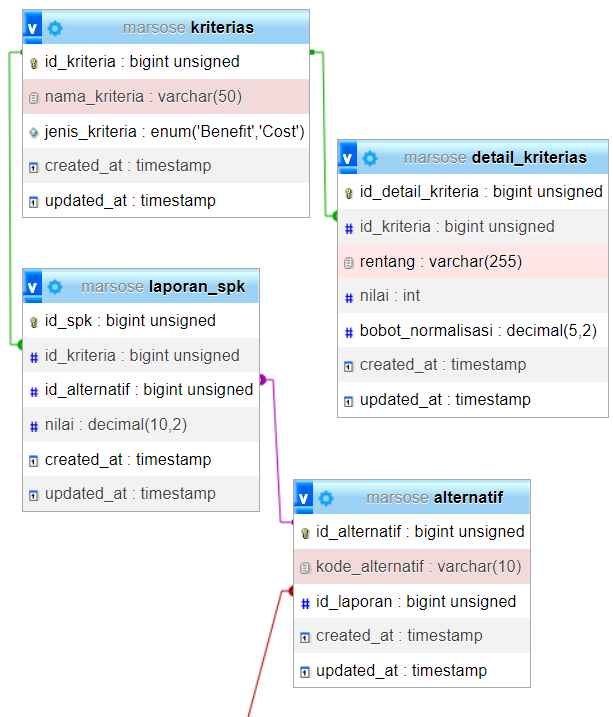 marsose kriterias
id_kriteria : bigint unsigned
nama_kriteria : varchar(50)
jenis_kriteria : enum('Benefit','Cost')
created_at : timestamp
updated_at : timestamp
marsose detail_kriterias
id_detail_kriteria : bigint unsigned
id_kriteria : bigint unsigned
rentang : varchar(255)
nilai : int
bobot_normalisasi : decimal(5,2)
created_at : timestamp
updated_at : timestamp
marsose laporan_spk
id_spk : bigint unsigned
id_kriteria : bigint unsigned
id_alternatif : bigint unsigned
nilai : decimal(10,2)
created_at : timestamp
updated_at : timestamp
marsose alternatif
id_alternatif : bigint unsigned
kode_alternatif : varchar(10)
id_laporan : bigint unsigned
created_at : timestamp
updated_at : timestamp